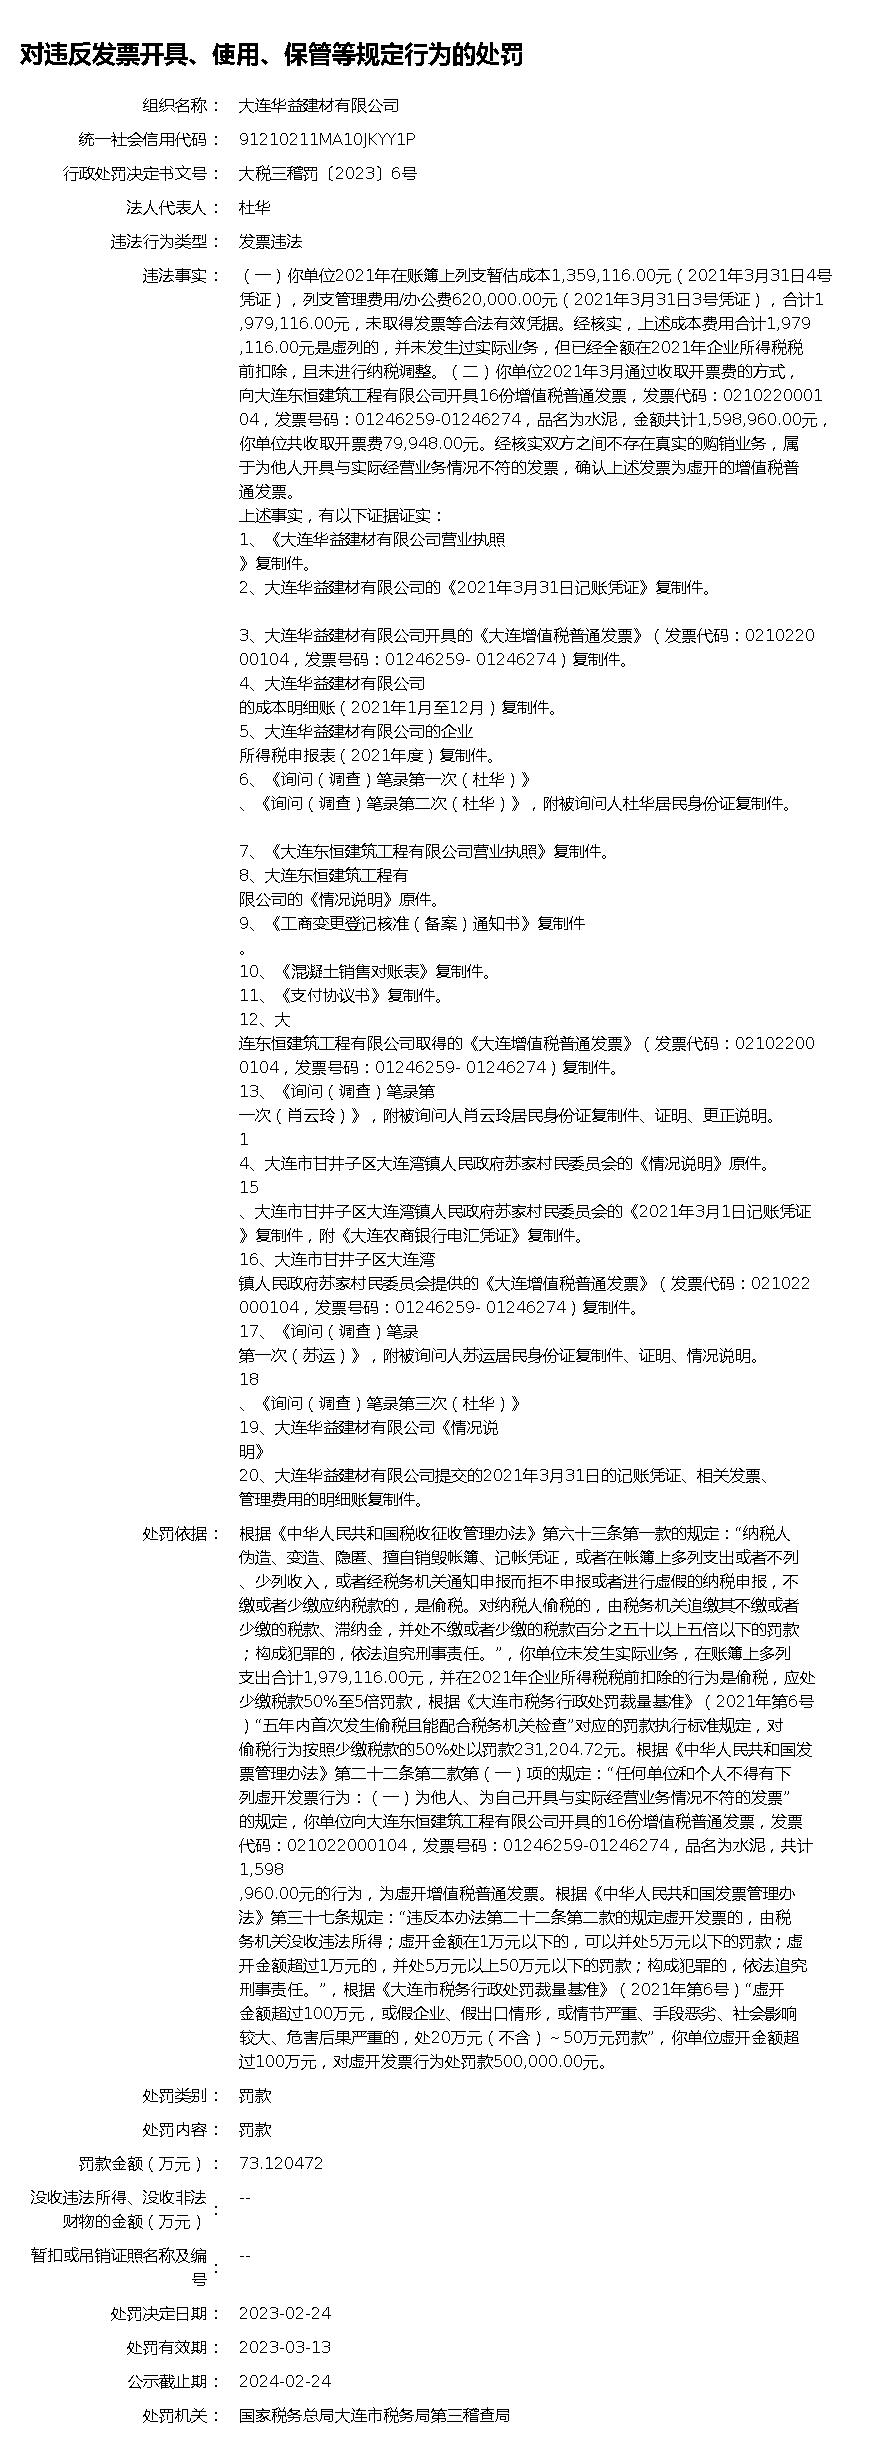 对违反发票开具、使用、保管等规定行为的处罚
组织名称： 大连华益建材有限公司
统一社会信用代码： 91210211MA10JKYY1P
行政处罚决定书文号： 大税三稽罚〔2023〕6号
法人代表人： 杜华
违法行为类型： 发票违法
违法事实： （一）你单位2021年在账簿上列支暂估成本1,359,116.00元（2021年3月31日4号
凭证），列支管理费用/办公费620,000.00元（2021年3月31日3号凭证），合计1
,979,116.00元，未取得发票等合法有效凭据。经核实，上述成本费用合计1,979
,116.00元是虚列的，并未发生过实际业务，但已经全额在2021年企业所得税税
前扣除，且未进行纳税调整。（二）你单位2021年3月通过收取开票费的方式，
向大连东恒建筑工程有限公司开具16份增值税普通发票，发票代码：0210220001
04，发票号码：01246259-01246274，品名为水泥，金额共计1,598,960.00元，
你单位共收取开票费79,948.00元。经核实双方之间不存在真实的购销业务，属
于为他人开具与实际经营业务情况不符的发票，确认上述发票为虚开的增值税普
通发票。
上述事实，有以下证据证实：
1、《大连华益建材有限公司营业执照
》复制件。
2、大连华益建材有限公司的《2021年3月31日记账凭证》复制件。
3、大连华益建材有限公司开具的《大连增值税普通发票》（发票代码：0210220
00104，发票号码：01246259- 01246274）复制件。
4、大连华益建材有限公司
的成本明细账（2021年1月至12月）复制件。
5、大连华益建材有限公司的企业
所得税申报表（2021年度）复制件。
6、《询问（调查）笔录第一次（杜华）》
、《询问（调查）笔录第二次（杜华）》，附被询问人杜华居民身份证复制件。
7、《大连东恒建筑工程有限公司营业执照》复制件。
8、大连东恒建筑工程有
限公司的《情况说明》原件。
9、《工商变更登记核准（备案）通知书》复制件
。
10、《混凝土销售对账表》复制件。
11、《支付协议书》复制件。
12、大
连东恒建筑工程有限公司取得的《大连增值税普通发票》（发票代码：02102200
0104，发票号码：01246259- 01246274）复制件。
13、《询问（调查）笔录第
一次（肖云玲）》，附被询问人肖云玲居民身份证复制件、证明、更正说明。
1
4、大连市甘井子区大连湾镇人民政府苏家村民委员会的《情况说明》原件。
15
、大连市甘井子区大连湾镇人民政府苏家村民委员会的《2021年3月1日记账凭证
》复制件，附《大连农商银行电汇凭证》复制件。
16、大连市甘井子区大连湾
镇人民政府苏家村民委员会提供的《大连增值税普通发票》（发票代码：021022
000104，发票号码：01246259- 01246274）复制件。
17、《询问（调查）笔录
第一次（苏运）》，附被询问人苏运居民身份证复制件、证明、情况说明。
18
、《询问（调查）笔录第三次（杜华）》
19、大连华益建材有限公司《情况说
明》
20、大连华益建材有限公司提交的2021年3月31日的记账凭证、相关发票、
管理费用的明细账复制件。
处罚依据： 根据《中华人民共和国税收征收管理办法》第六十三条第一款的规定：“纳税人
伪造、变造、隐匿、擅自销毁帐簿、记帐凭证，或者在帐簿上多列支出或者不列
、少列收入，或者经税务机关通知申报而拒不申报或者进行虚假的纳税申报，不
缴或者少缴应纳税款的，是偷税。对纳税人偷税的，由税务机关追缴其不缴或者
少缴的税款、滞纳金，并处不缴或者少缴的税款百分之五十以上五倍以下的罚款
；构成犯罪的，依法追究刑事责任。”，你单位未发生实际业务，在账簿上多列
支出合计1,979,116.00元，并在2021年企业所得税税前扣除的行为是偷税，应处
少缴税款50%至5倍罚款，根据《大连市税务行政处罚裁量基准》（2021年第6号
）“五年内首次发生偷税且能配合税务机关检查”对应的罚款执行标准规定，对
偷税行为按照少缴税款的50%处以罚款231,204.72元。根据《中华人民共和国发
票管理办法》第二十二条第二款第（一）项的规定：“任何单位和个人不得有下
列虚开发票行为：（一）为他人、为自己开具与实际经营业务情况不符的发票”
的规定，你单位向大连东恒建筑工程有限公司开具的16份增值税普通发票，发票
代码：021022000104，发票号码：01246259-01246274，品名为水泥，共计
1,598
,960.00元的行为，为虚开增值税普通发票。根据《中华人民共和国发票管理办
法》第三十七条规定：“违反本办法第二十二条第二款的规定虚开发票的，由税
务机关没收违法所得；虚开金额在1万元以下的，可以并处5万元以下的罚款；虚
开金额超过1万元的，并处5万元以上50万元以下的罚款；构成犯罪的，依法追究
刑事责任。”，根据《大连市税务行政处罚裁量基准》（2021年第6号）“虚开
金额超过100万元，或假企业、假出口情形，或情节严重、手段恶劣、社会影响
较大、危害后果严重的，处20万元（不含）～50万元罚款”，你单位虚开金额超
过100万元，对虚开发票行为处罚款500,000.00元。
处罚类别： 罚款
处罚内容： 罚款
罚款金额（万元）： 73.120472
没收违法所得、没收非法
财物的金额（万元）： --
暂扣或吊销证照名称及编
号： --
处罚决定日期： 2023-02-24
处罚有效期： 2023-03-13
公示截止期： 2024-02-24
处罚机关： 国家税务总局大连市税务局第三稽查局